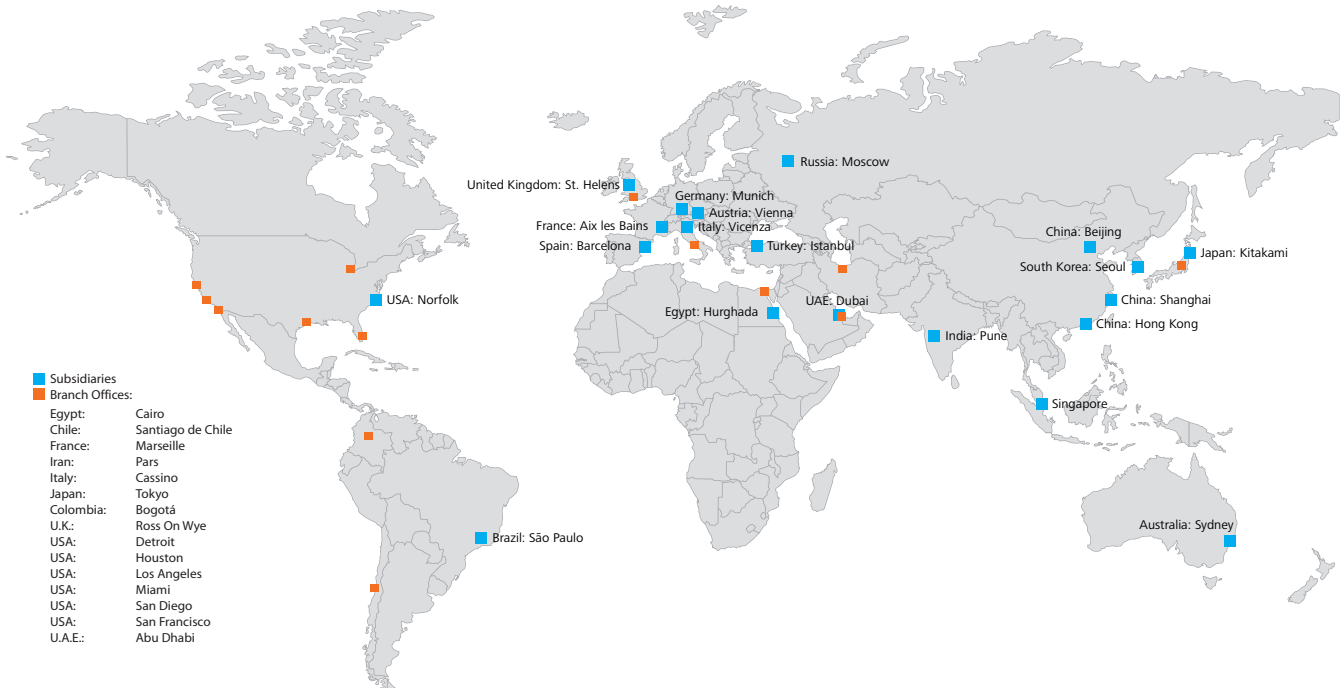 Russia: Moscow
United Kingdom: St. Helens
Germany: Munich
Austria: Vienna
France: Aix les Bains
Italy: Vicenza
Spain: Barcelona
Turkey: Istanbul
China: Beijing
Japan: Kitakami
South Korea: Seoul
USA: Norfolk
UAE: Dubai
China: Shanghai
Egypt: Hurghada
China: Hong Kong
India: Pune
Singapore
Australia: Sydney
Brazil: São Paulo
Subsidiaries
Branch Offices:
Egypt: Cairo
Chile: Santiago de Chile
France: Marseille
Iran: Pars
Italy: Cassino
Japan: Tokyo
Colombia: Bogotá
U.K.: Ross On Wye
USA: Detroit
USA: Houston
USA: Los Angeles
USA: Miami
USA: San Diego
USA: San Francisco
U.A.E.: Abu Dhabi